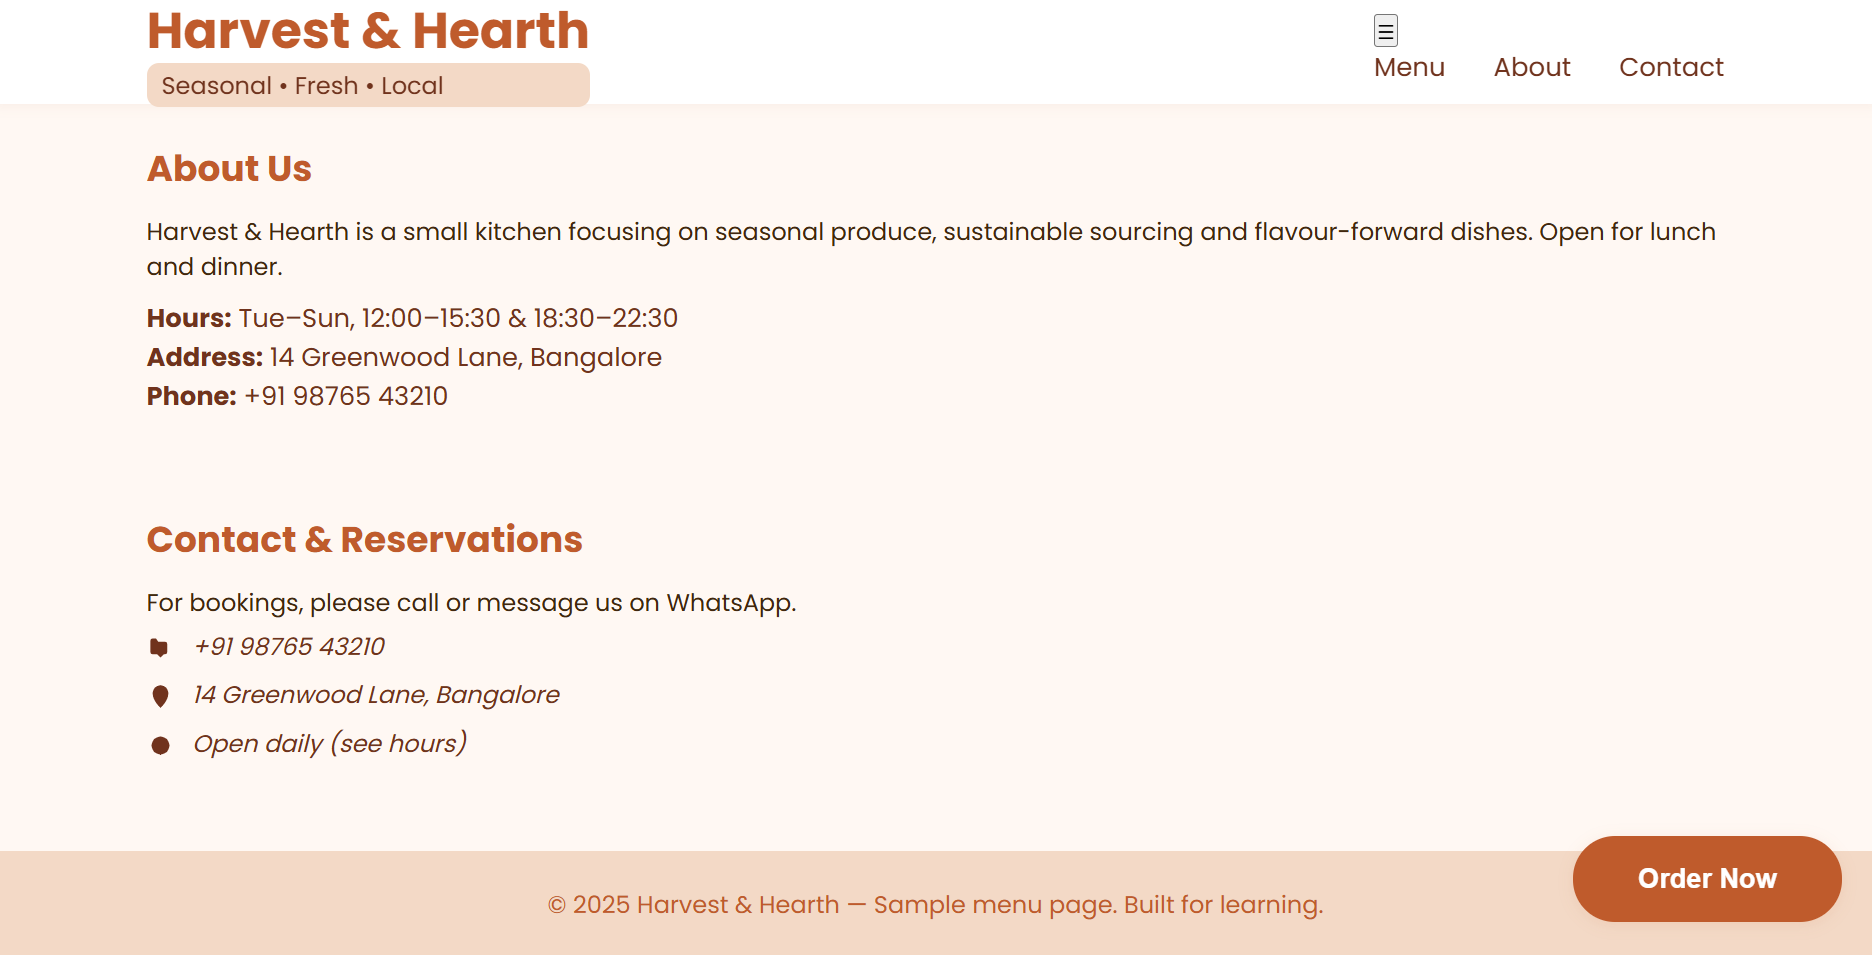 Harvest & Hearth
Seasonal • Fresh • Local
☰
Menu About Contact
About Us
Harvest & Hearth is a small kitchen focusing on seasonal produce, sustainable sourcing and flavour-forward dishes. Open for lunch
and dinner.
Hours: Tue–Sun, 12:00–15:30 & 18:30–22:30
Address: 14 Greenwood Lane, Bangalore
Phone: +91 98765 43210
Contact & Reservations
For bookings, please call or message us on WhatsApp.
+91 98765 43210
14 Greenwood Lane, Bangalore
Open daily (see hours)
© 2025 Harvest & Hearth — Sample menu page. Built for learning.
Order Now